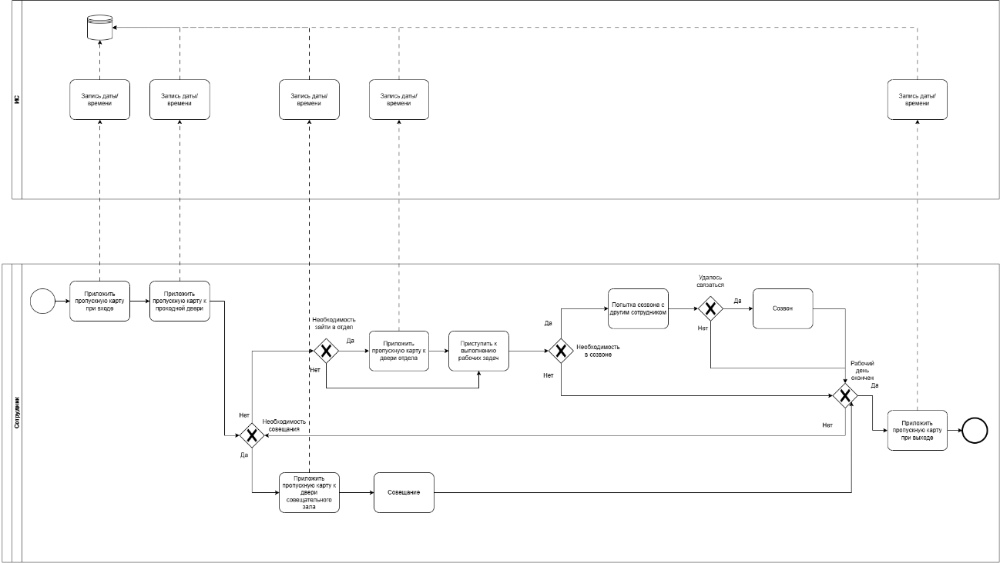 ИС
Запись даты/
времени
Запись даты/
времени
Запись даты/
времени
Запись даты/
времени
Запись даты/
времени
Сотрудник
Приложить
пропускную карту
при входе
Приложить
пропускную карту к
проходной двери
Необходимость
зайти в отдел
Да
Нет
Приложить
пропускную карту к
двери отдела
Приступить к
выполнению
рабочих задач
Да
Необходимость
в созвоне
Нет
Попытка созвона с
другим сотрудником
Удалось
связаться
Да
Нет
Созвон
Рабочий
день
окончен
Да
Нет
Приложить
пропускную карту
при выходе
Нет
Необходимость
совещания
Да
Приложить
пропускную карту к
двери
совещательного
зала
Совещание